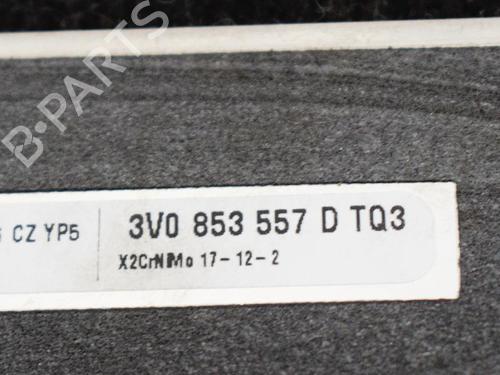 B-PARTS
CZ YP5
3V0 853 557 D TQ3
X2CrNiMo 17-12-2